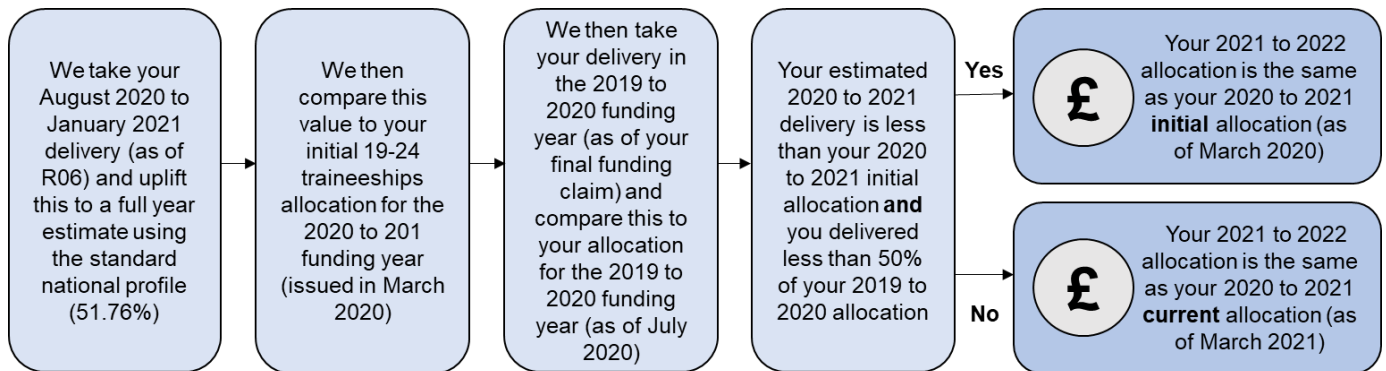 We take your
August 2020 to
January 2021
delivery (as of
R06) and uplift
this to a full year
estimate using
the standard
national profile
(51.76%)
We then
compare this
value to your
initial 19-24
traineeships
allocation for the
2020 to 201
funding year
(issued in March
2020)
We then take
your delivery in
the 2019 to
2020 funding
year (as of your
final funding
claim) and
compare this to
your allocation
for the 2019 to
2020 funding
year (as of July
2020)
Your estimated
2020 to 2021
delivery is less
than your 2020
to 2021 initial
allocation and
you delivered
less than 50%
of your 2019 to
2020 allocation
Yes
£
Your 2021 to 2022
allocation is the same
as your 2020 to 2021
initial allocation (as
of March 2020)
No
£
Your 2021 to 2022
allocation is the same
as your 2020 to 2021
current allocation (as
of March 2021)